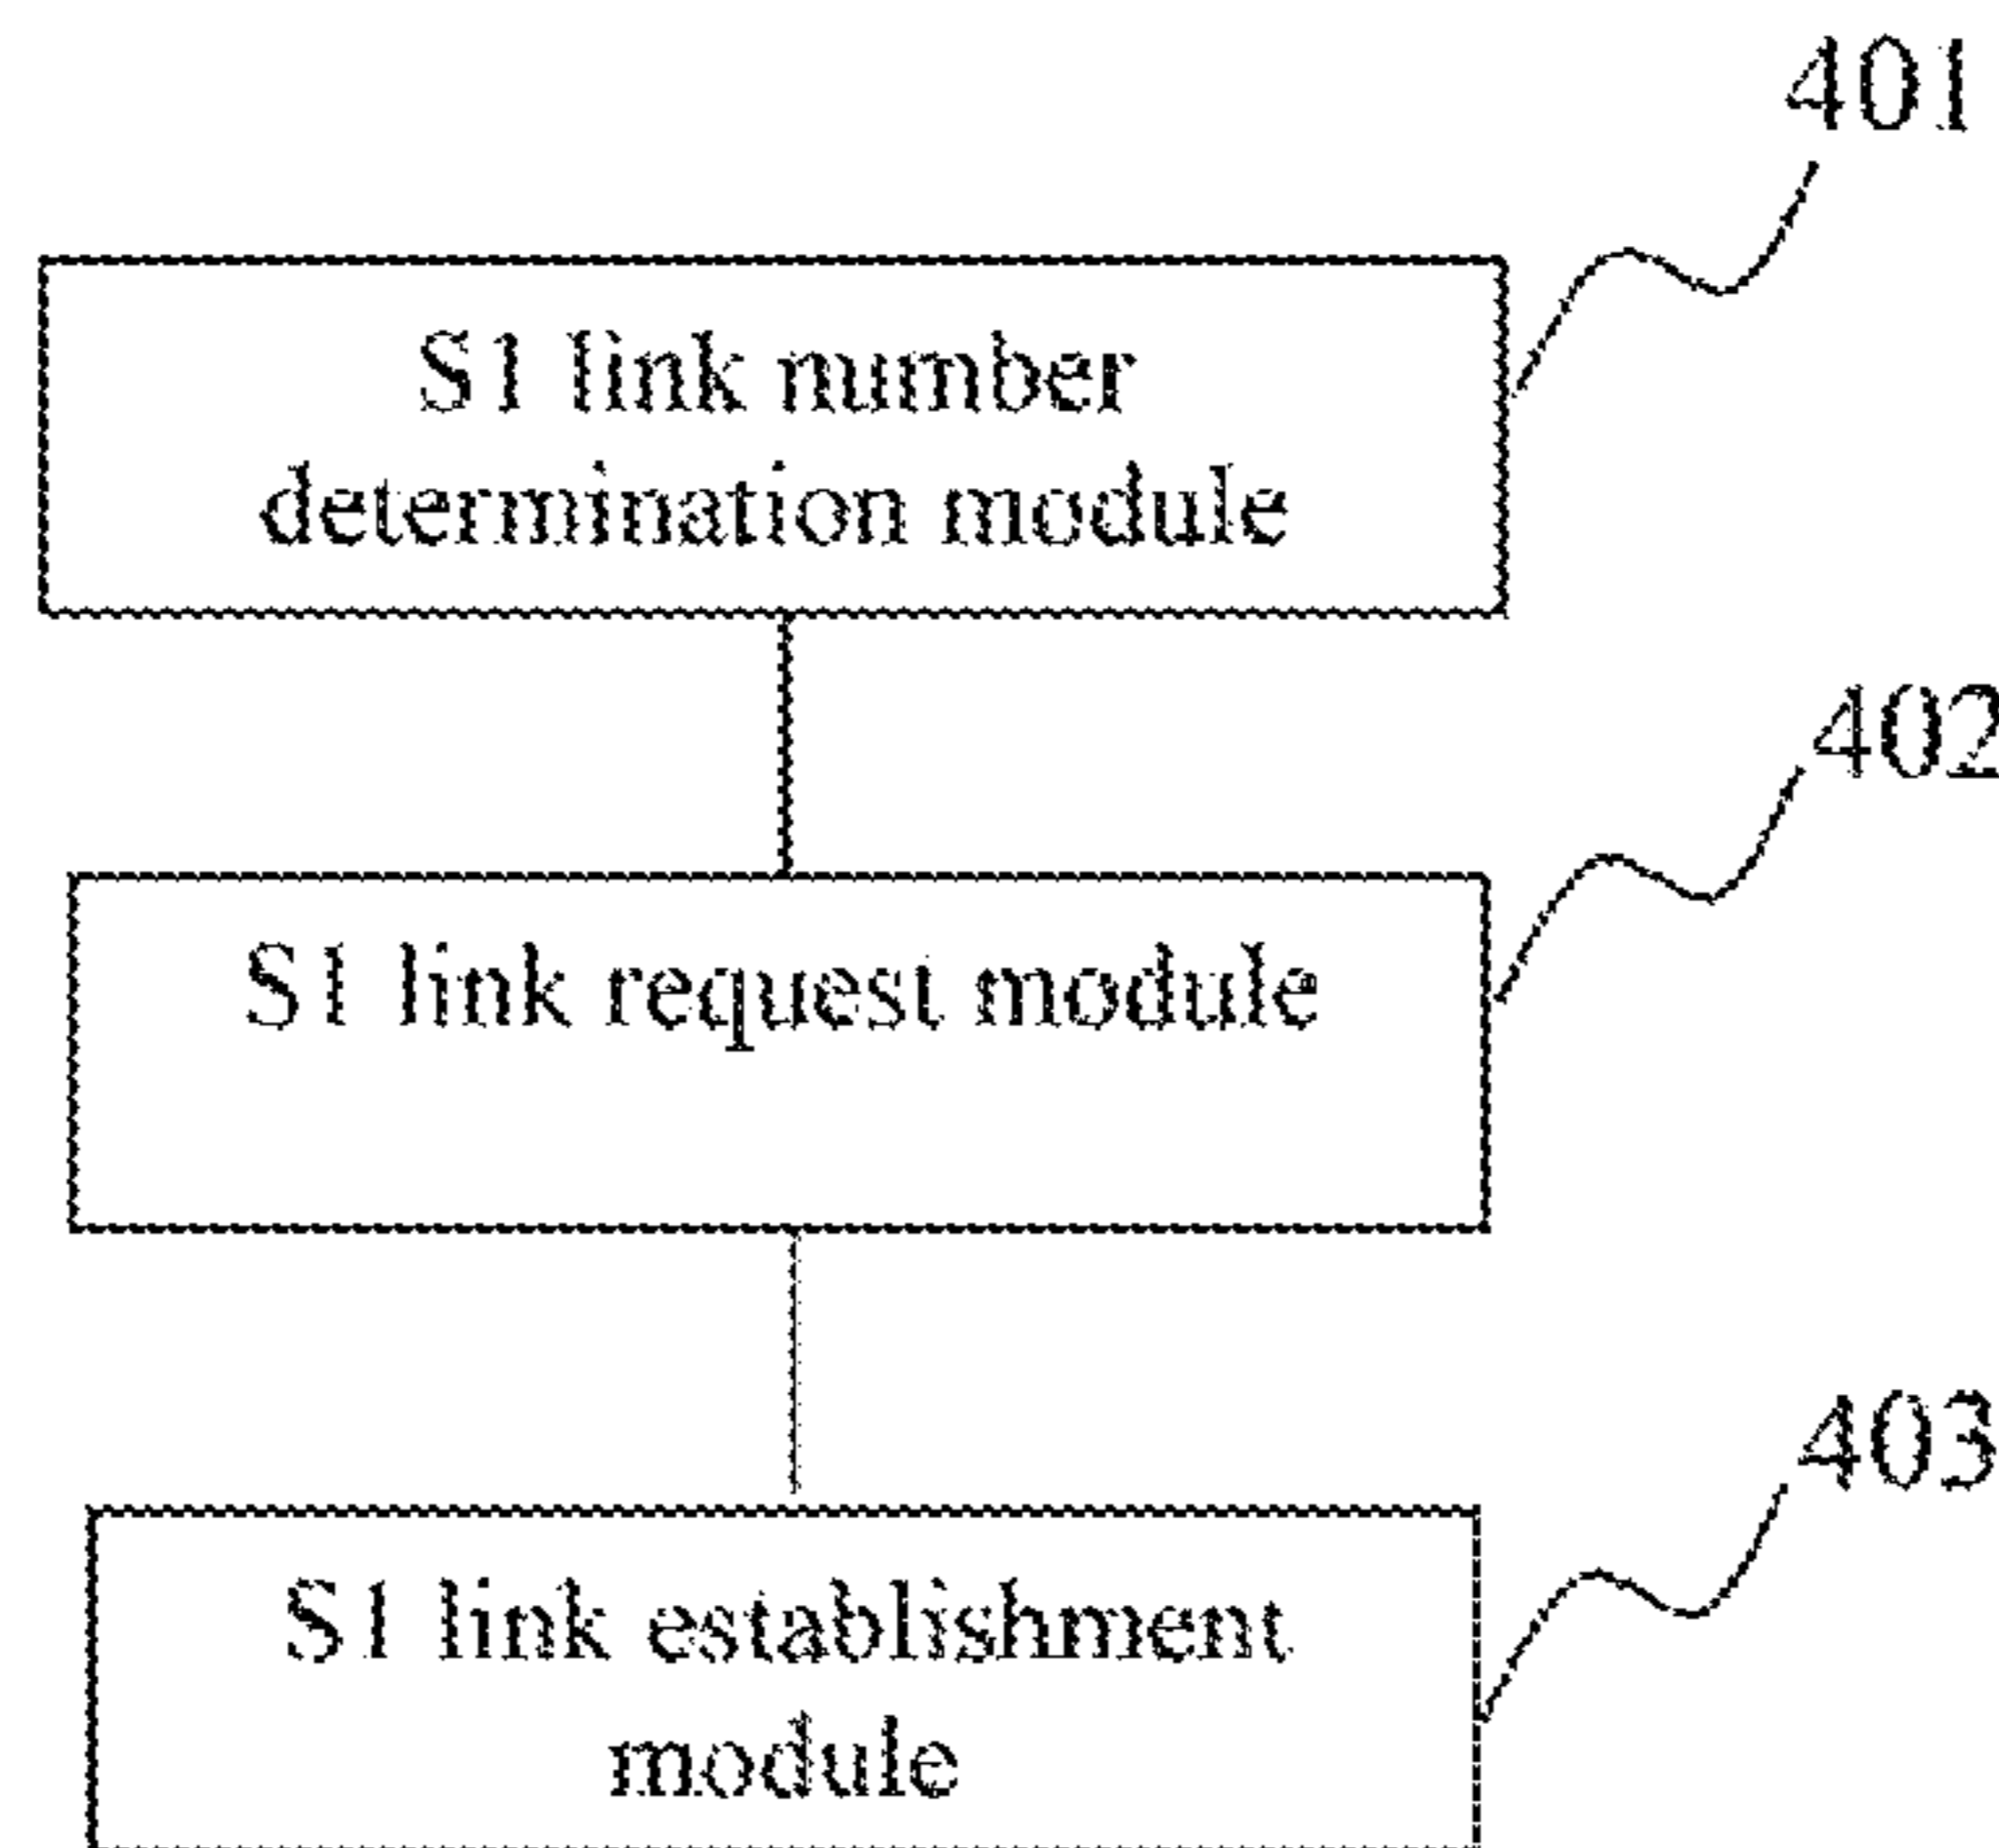 401
S1 link number
determination module
402
S1 link request module
403
S1 link establishment
module